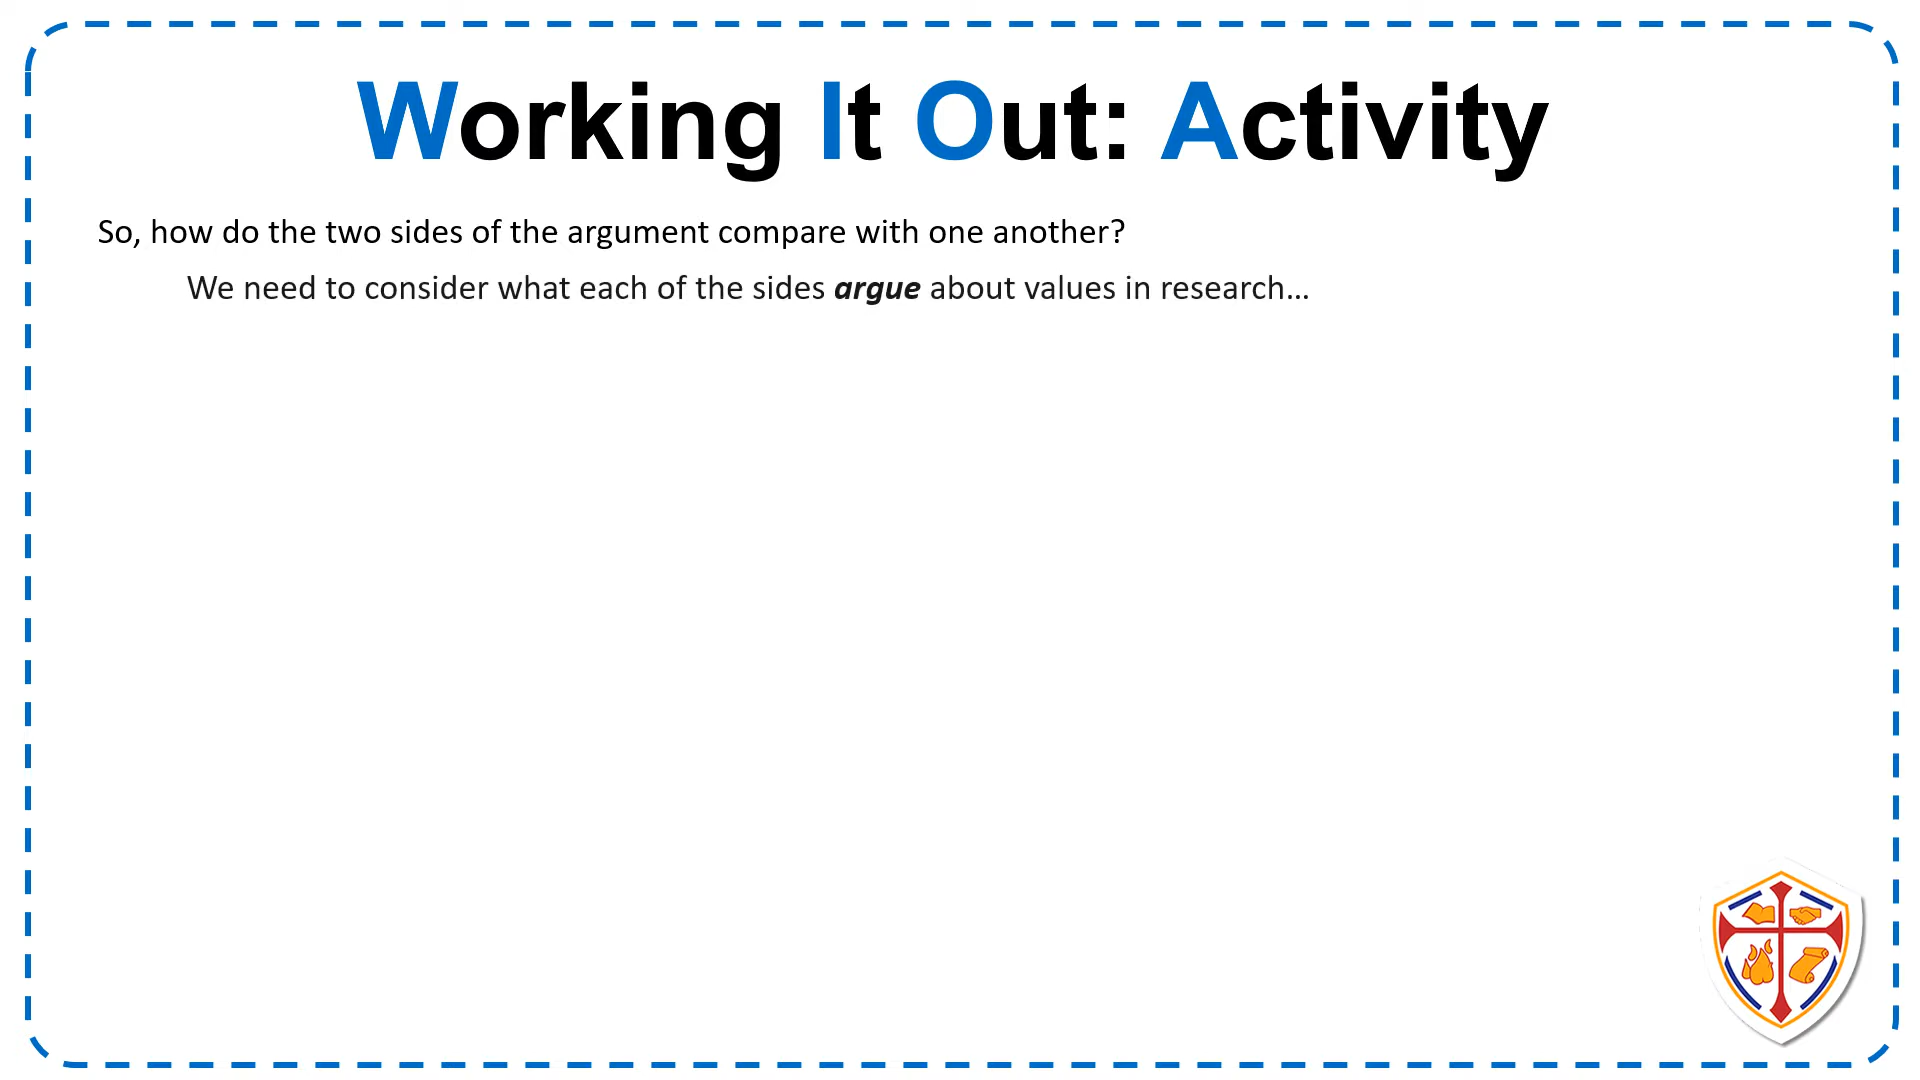 Working It Out: Activity
So, how do the two sides of the argument compare with one another?
We need to consider what each of the sides argue about values in research...